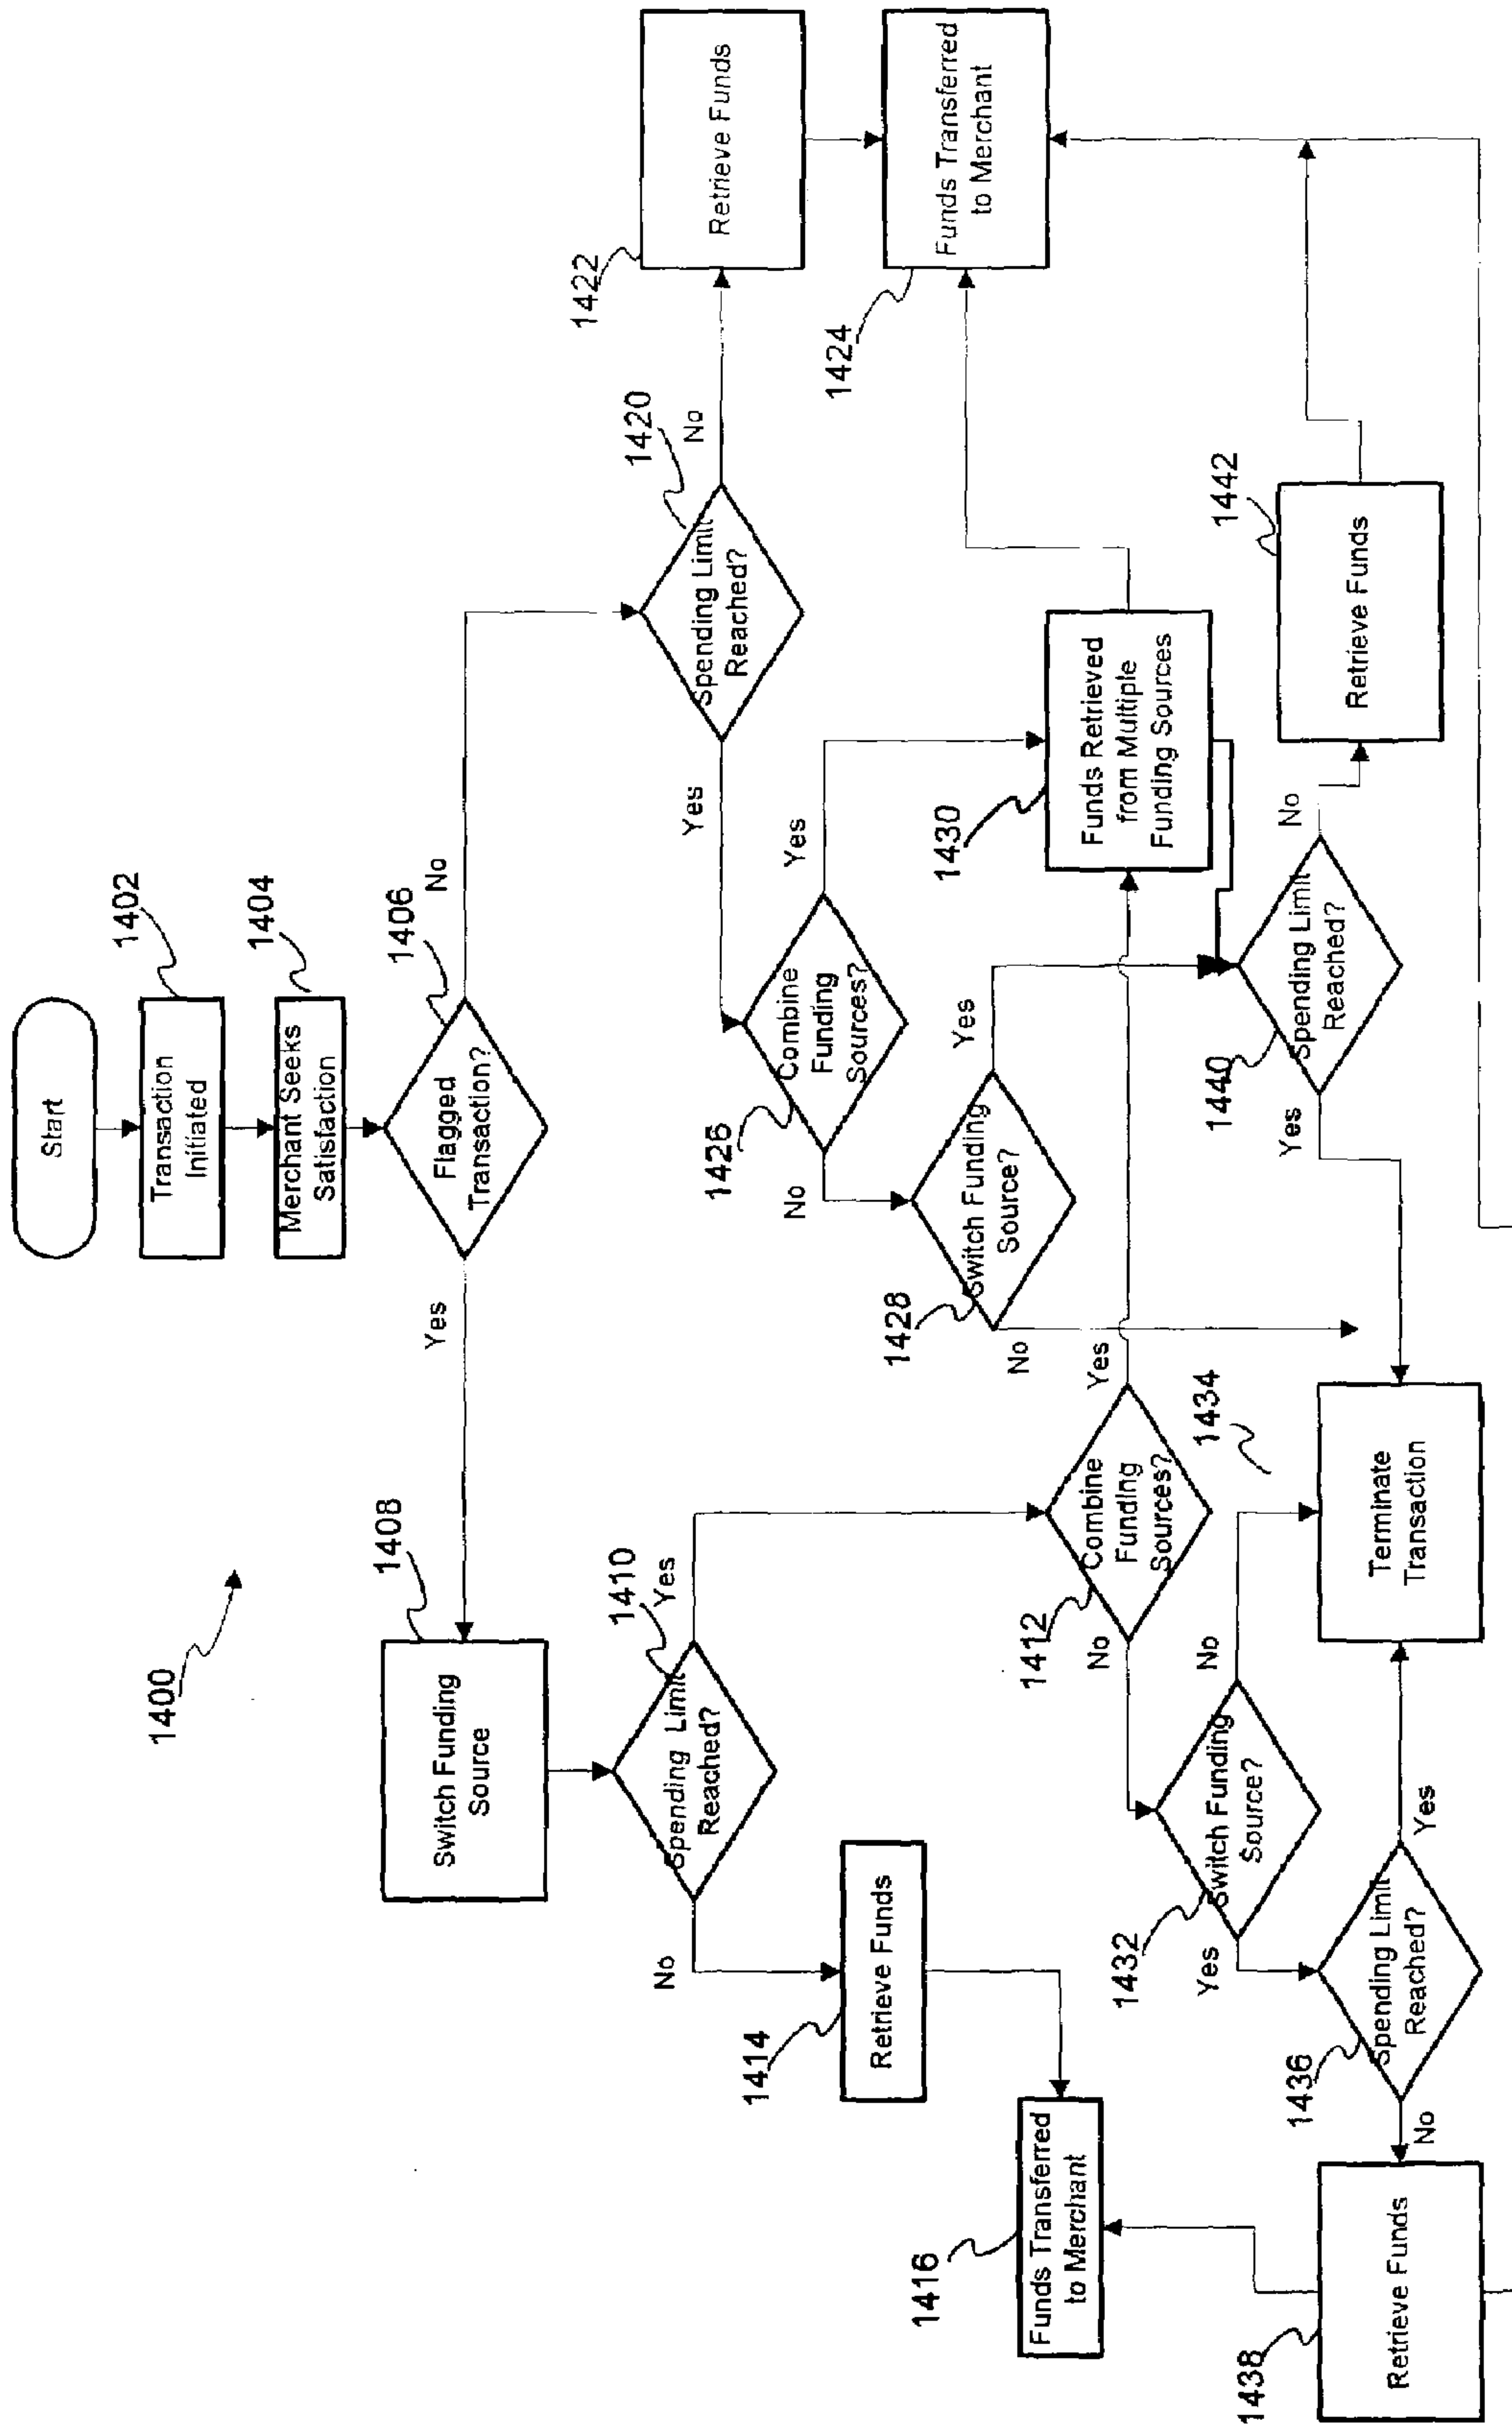 1400
Start
Transaction
Initiated
1402
Merchant Seeks
Satisfaction
1404
Flagged
Transaction?
1406
Yes
No
Switch Funding
Source
1408
Spending Limit
Reached?
1410
Yes
No
Retrieve Funds
1414
Funds Transferred
to Merchant
1416
Combine
Funding
Sources?
1412
Yes
No
Switch Funding
Source?
1432
No
Yes
Spending Limit
Reached?
1436
Yes
No
Retrieve Funds
1438
Terminate
Transaction
1434
Spending Limit
Reached?
1420
No
Yes
Retrieve Funds
1422
Funds Transferred
to Merchant
1424
Combine
Funding
Sources?
1426
Yes
No
Switch Funding
Source?
1428
Yes
No
Funds Retrieved
from Multiple
Funding Sources
1430
Spending Limit
Reached?
1440
No
Yes
Retrieve Funds
1442